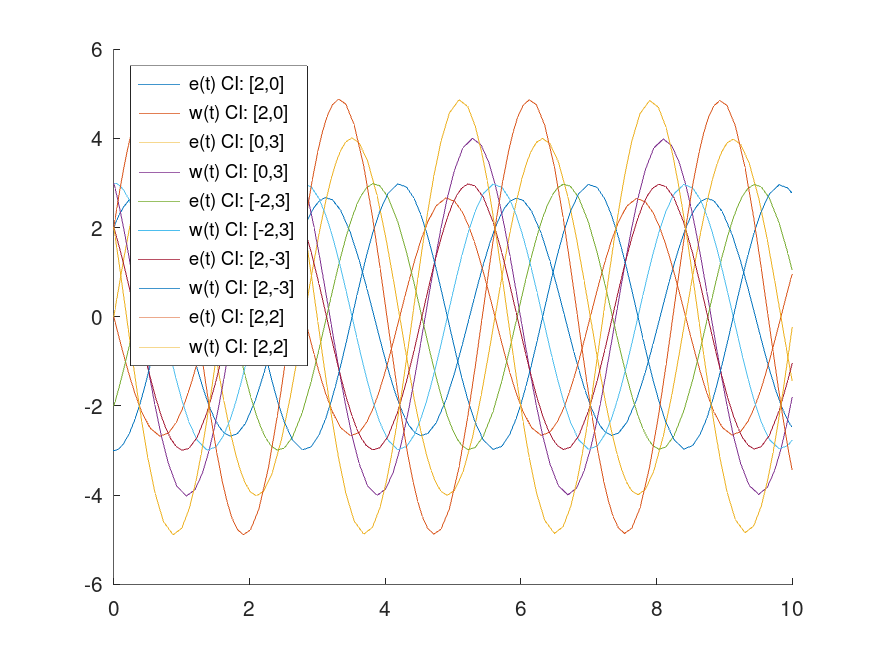 6
4
2
0
-2
-4
-6
e(t) CI: [2,0]
w(t) CI: [2,0]
e(t) CI: [0,3]
w(t) CI: [0,3]
e(t) CI: [-2,3]
w(t) CI: [-2,3]
e(t) CI: [2,-3]
w(t) CI: [2,-3]
e(t) CI: [2,2]
w(t) CI: [2,2]
0 2 4 6 8 10